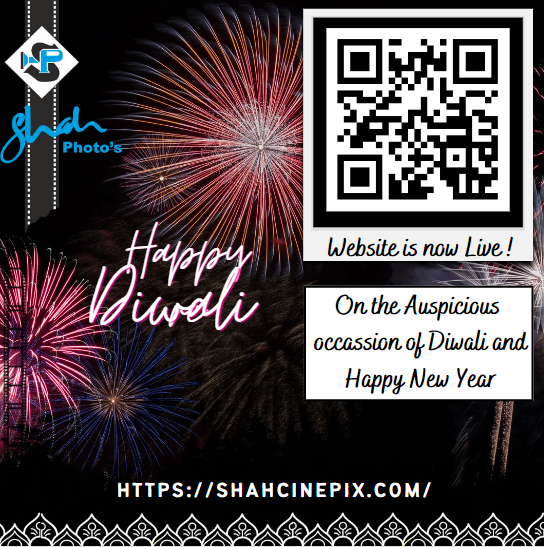 SP
Shah
Photo's
Happy
Diwali
Website is now Live !
On the Auspicious
occassion of Diwali and
Happy New Year
HTTPS://SHAHCINEPIX.COM/